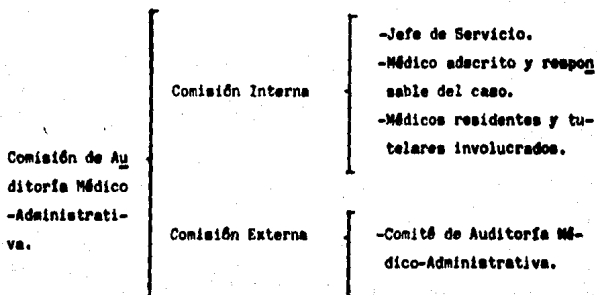 -Jefe de Servicio.
-Médico adscrito y respon
sable del caso.
-Médicos residentes y tu-
telares involucrados.
Comisión Interna
Comisión de Au
ditoría Médico
-Administrati-
va.
Comisión Externa
-Comité de Auditoría Mé-
dico-Administrativa.